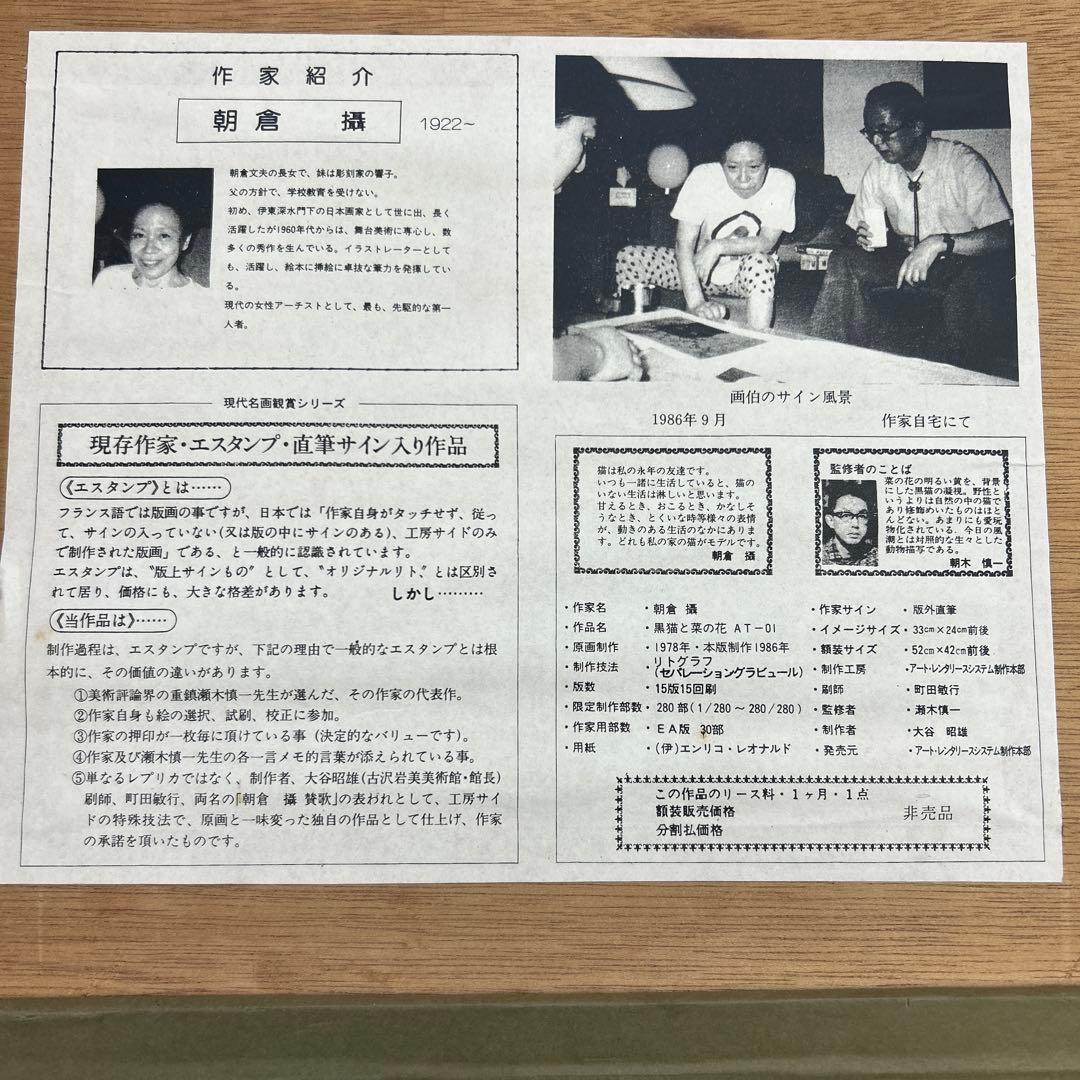 作家紹介
朝倉 攝
1922~
朝倉文夫の長女で、妹は彫刻家の響子。
父の方針で、学校教育を受けない。
初め、伊東深水門下の日本画家として世に出、長く
活躍したが1960年代からは、舞台美術に専心し、数
多くの秀作を生んでいる。イラストレーターとして
も、活躍し、絵本に挿絵に卓抜な筆力を発揮してい
る。
現代の女性アーチストとして、最も、先駆的な第一
人者。
画伯のサイン風景
1986年9月 作家自宅にて
現代名画観賞シリーズ
現存作家・エスタンプ・直筆サイン入り作品
《エスタンプ》とは……
フランス語では版画の事ですが、日本では「作家自身がタッチせず、従っ
て、サインの入っていない(又は版の中にサインのある)、工房サイドのみ
で制作された版画」である、と一般的に認識されています。
エスタンプは、〝版上サインもの〞として、〝オリジナルリト〟とは区別さ
れて居り、価格にも、大きな格差があります。 しかし………
《当作品は》……
制作過程は、エスタンプですが、下記の理由で一般的なエスタンプとは根
本的に、その価値の違いがあります。
①美術評論界の重鎮瀬木慎一先生が選んだ、その作家の代表作。
②作家自身も絵の選択、試刷、校正に参加。
③作家の押印が一枚毎に頂けている事(決定的なバリューです)。
④作家及び瀬木慎一先生の各一言メモ的言葉が添えられている事。
⑤単なるレプリカではなく、制作者、大谷昭雄(古沢岩美美術館・館長)
刷師、町田敏行、両名の「朝倉 攝 賛歌」の表われとして、工房サイ
ドの特殊技法で、原画と一味変った独自の作品として仕上げ、作家
の承諾を頂いたものです。
猫は私の永年の友達です。
いつも一緒に生活していると、猫の
いない生活は淋しいと思います。
甘えるとき、おこるとき、かなしそ
うなとき、とくいな時等様々の表情
が、動きのある生活のなかにありま
す。どれも私の家の猫がモデルです。
朝倉 攝
監修者のことば
菜の花の明るい黄を、背景
にした黒猫の凝視。野性と
いうよりは自然の中の猫で
あり修飾めいたものはほと
んどない。あまりにも愛玩
物化されている、今日の風
潮とは対照的な生々とした
動物描写である。
朝木 慎一
・作家名 ・朝倉 攝
・作品名 ・黒猫と菜の花 AT-01
・原画制作 ・1978年・本版制作1986年
・制作技法 ・リトグラフ
(セパレーショングラビュール)
・版数 ・15版15回刷
・限定制作部数 ・280部(1/280~280/280)
・作家用部数 ・EA版 30部
・用紙 ・(伊)エンリコ・レオナルド
・作家サイン ・版外直筆
・イメージサイズ ・33cm×24cm前後
・額装サイズ ・52cm×42cm前後
・制作工房 ・アート・レンタリースシステム制作本部
・刷師 ・町田敏行
・監修者 ・瀬木慎一
・制作者 ・大谷 昭雄
・発売元 ・アート・レンタリースシステム制作本部
この作品のリース料・1ヶ月・1点
額装販売価格 非売品
分割払価格